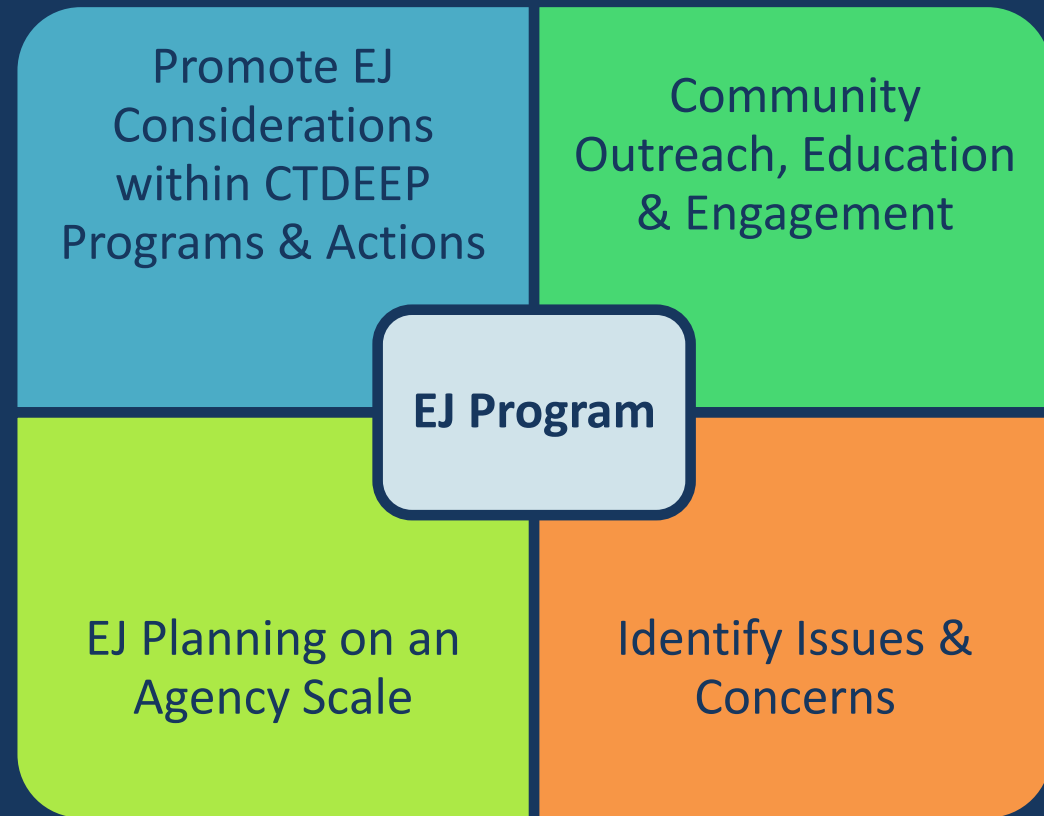 Promote EJ
Considerations
within CTDEEP
Programs & Actions
Community
Outreach, Education
& Engagement
EJ Program
EJ Planning on an
Agency Scale
Identify Issues &
Concerns